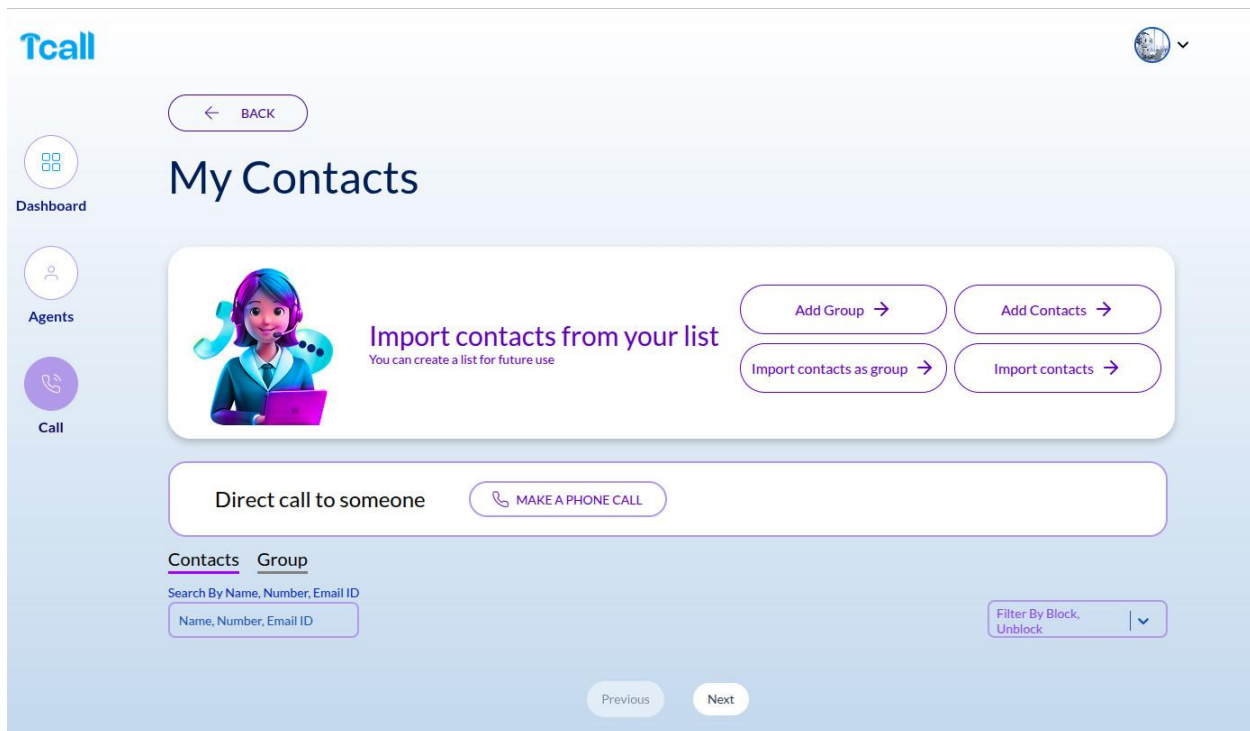 Tcall
BACK
My Contacts
Dashboard
Agents
Call
Import contacts from your list
You can create a list for future use
Add Group
Add Contacts
Import contacts as group
Import contacts
Direct call to someone
MAKE A PHONE CALL
Contacts Group
Search By Name, Number, Email ID
Name, Number, Email ID
Filter By Block,
Unblock
Previous Next